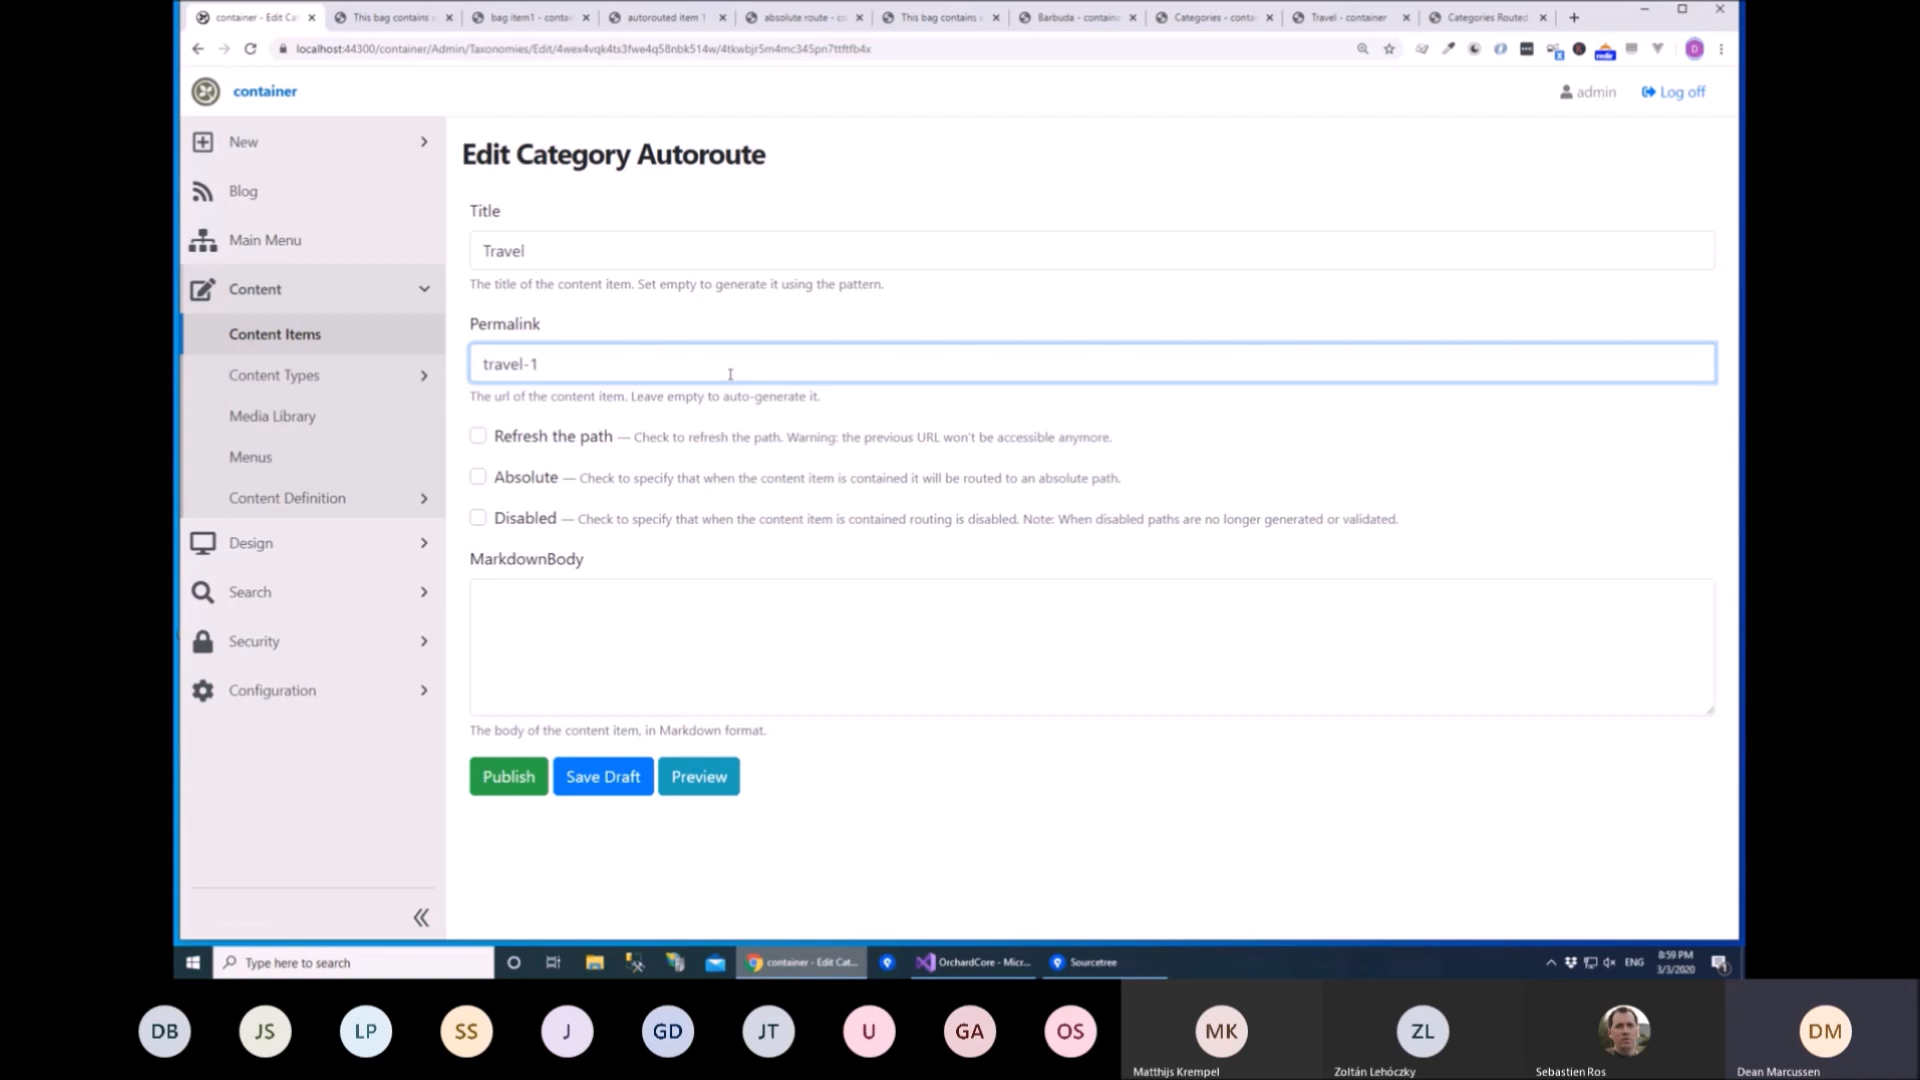 container - Edit Ca
This bag contains
bag item1 - conta
autorouted item 1
absolute route - co
This bag contains
Barbuda - containe
Categories - conta
Travel - container
Categories Routed
localhost:44300/container/Admin/Taxonomies/Edit/4wex4vqk4ts3fwe4q58nbk514w/4tkwbjr5m4mc345pn7ttftfb4x
container
admin
Log off
New
Blog
Main Menu
Content
Content Items
Content Types
Media Library
Menus
Content Definition
Design
Search
Security
Configuration
Edit Category Autoroute
Title
Travel
The title of the content item. Set empty to generate it using the pattern.
Permalink
travel-1
The url of the content item. Leave empty to auto-generate it.
Refresh the path — Check to refresh the path. Warning: the previous URL won't be accessible anymore.
Absolute — Check to specify that when the content item is contained it will be routed to an absolute path.
Disabled — Check to specify that when the content item is contained routing is disabled. Note: When disabled paths are no longer generated or validated.
MarkdownBody
The body of the content item, in Markdown format.
Publish Save Draft Preview
Type here to search
container - Edit Cat...
OrchardCore - Micr...
Sourcetree
ENG
8:59 PM
3/3/2020
DB JS LP SS J GD JT U GA OS MK ZL DM
Matthijs Krempel
Zoltán Lehóczky
Sebastien Ros
Dean Marcussen